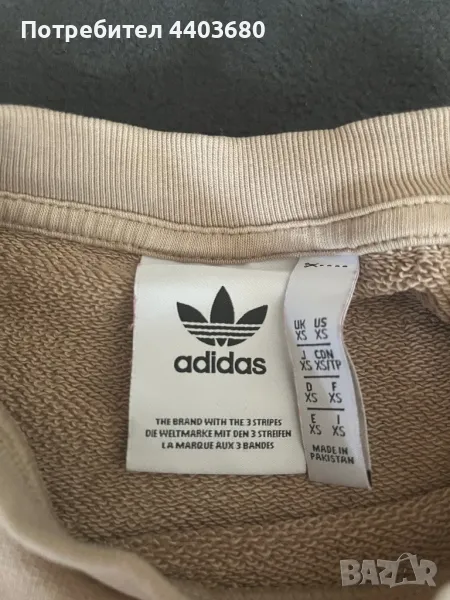 Потребител 4403680
adidas
THE BRAND WITH THE 3 STRIPES
DIE WELTMARKE MIT DEN 3 STREIFEN
LA MARQUE AUX 3 BANDES
UK US
XS XS
J CDN
XS XS/TP
D F
XS XS
E I
XS XS
MADE IN
PAKISTAN
BAZAR